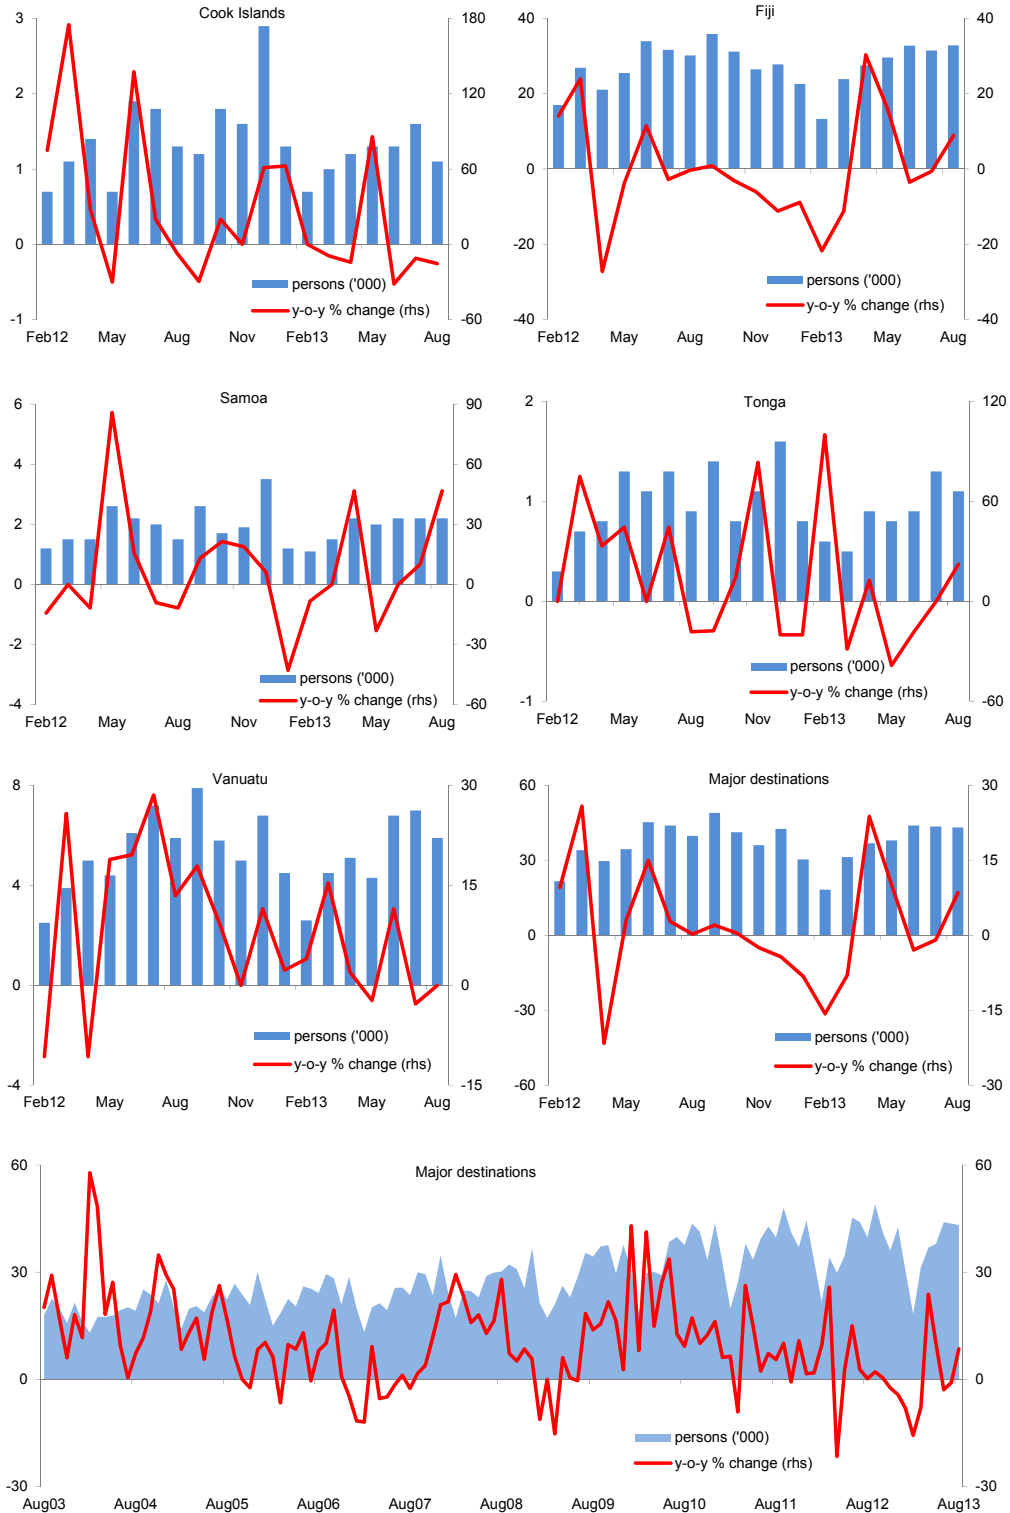 Cook Islands
3
2
1
0
-1
180
120
60
0
-60
persons ('000)
y-o-y % change (rhs)
Feb12 May Aug Nov Feb13 May Aug
Fiji
40
20
0
-20
-40
40
20
0
-20
-40
persons ('000)
y-o-y % change (rhs)
Feb12 May Aug Nov Feb13 May Aug
Samoa
6
4
2
0
-2
-4
90
60
30
0
-30
-60
persons ('000)
y-o-y % change (rhs)
Feb12 May Aug Nov Feb13 May Aug
Tonga
2
1
0
-1
120
60
0
-60
persons ('000)
y-o-y % change (rhs)
Feb12 May Aug Nov Feb13 May Aug
Vanuatu
8
4
0
-4
30
15
0
-15
persons ('000)
y-o-y % change (rhs)
Feb12 May Aug Nov Feb13 May Aug
Major destinations
60
30
0
-30
-60
30
15
0
-15
-30
persons ('000)
y-o-y % change (rhs)
Feb12 May Aug Nov Feb13 May Aug
Major destinations
60
30
0
-30
60
30
0
-30
persons ('000)
y-o-y % change (rhs)
Aug03 Aug04 Aug05 Aug06 Aug07 Aug08 Aug09 Aug10 Aug11 Aug12 Aug13